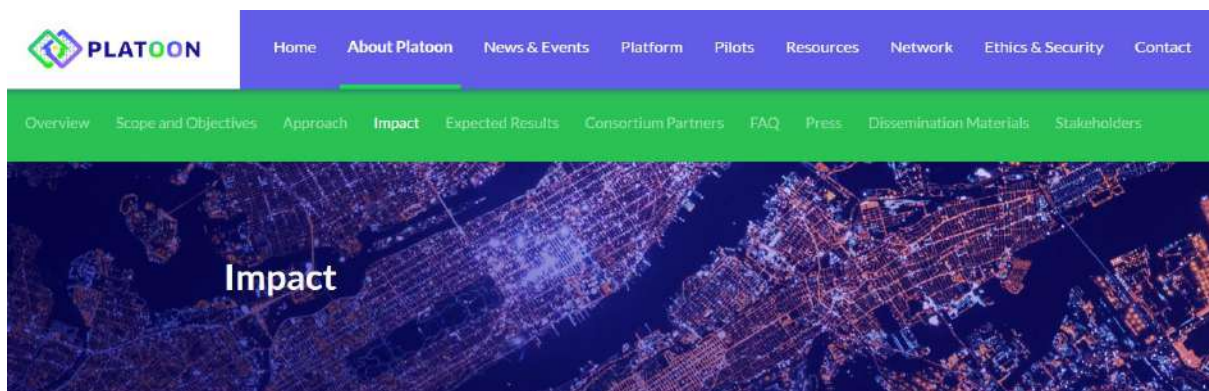 PLATOON
Home About Platoon News & Events Platform Pilots Resources Network Ethics & Security Contact
Overview Scope and Objectives Approach Impact Expected Results Consortium Partners FAQ Press Dissemination Materials Stakeholders
Impact